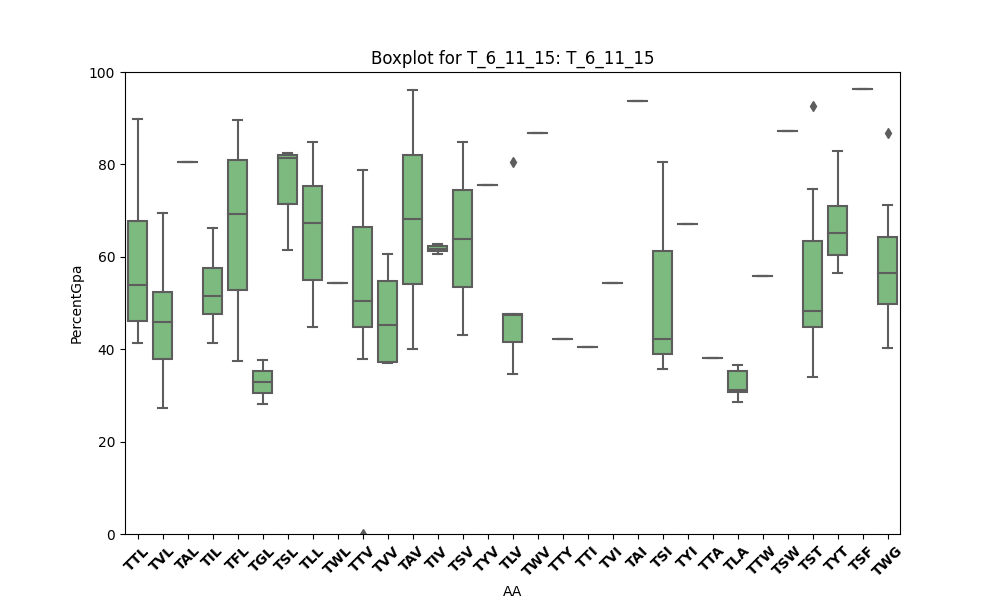 Boxplot for T_6_11_15: T_6_11_15
100
80
60
40
20
0
PercentGpa
TTL TVL TAL TIL TFL TGL TSL TLL TWL TTV TVV TAV TIV TSV TYV TLV TWV TTY TTI TVI TAI TSI TYI TTA TLA TTW TSW TST TYT TSF TWG
AA